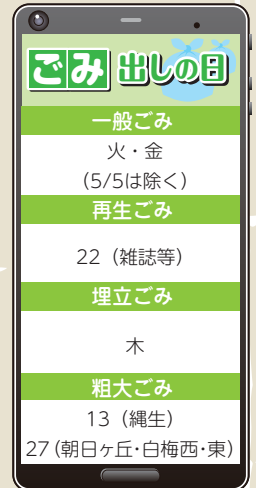 ごみ出しの日
一般ごみ
火・金
(5/5は除く)
再生ごみ
22(雑誌等)
埋立ごみ
木
粗大ごみ
13(縄生)
27(朝日ヶ丘・白梅西・東)